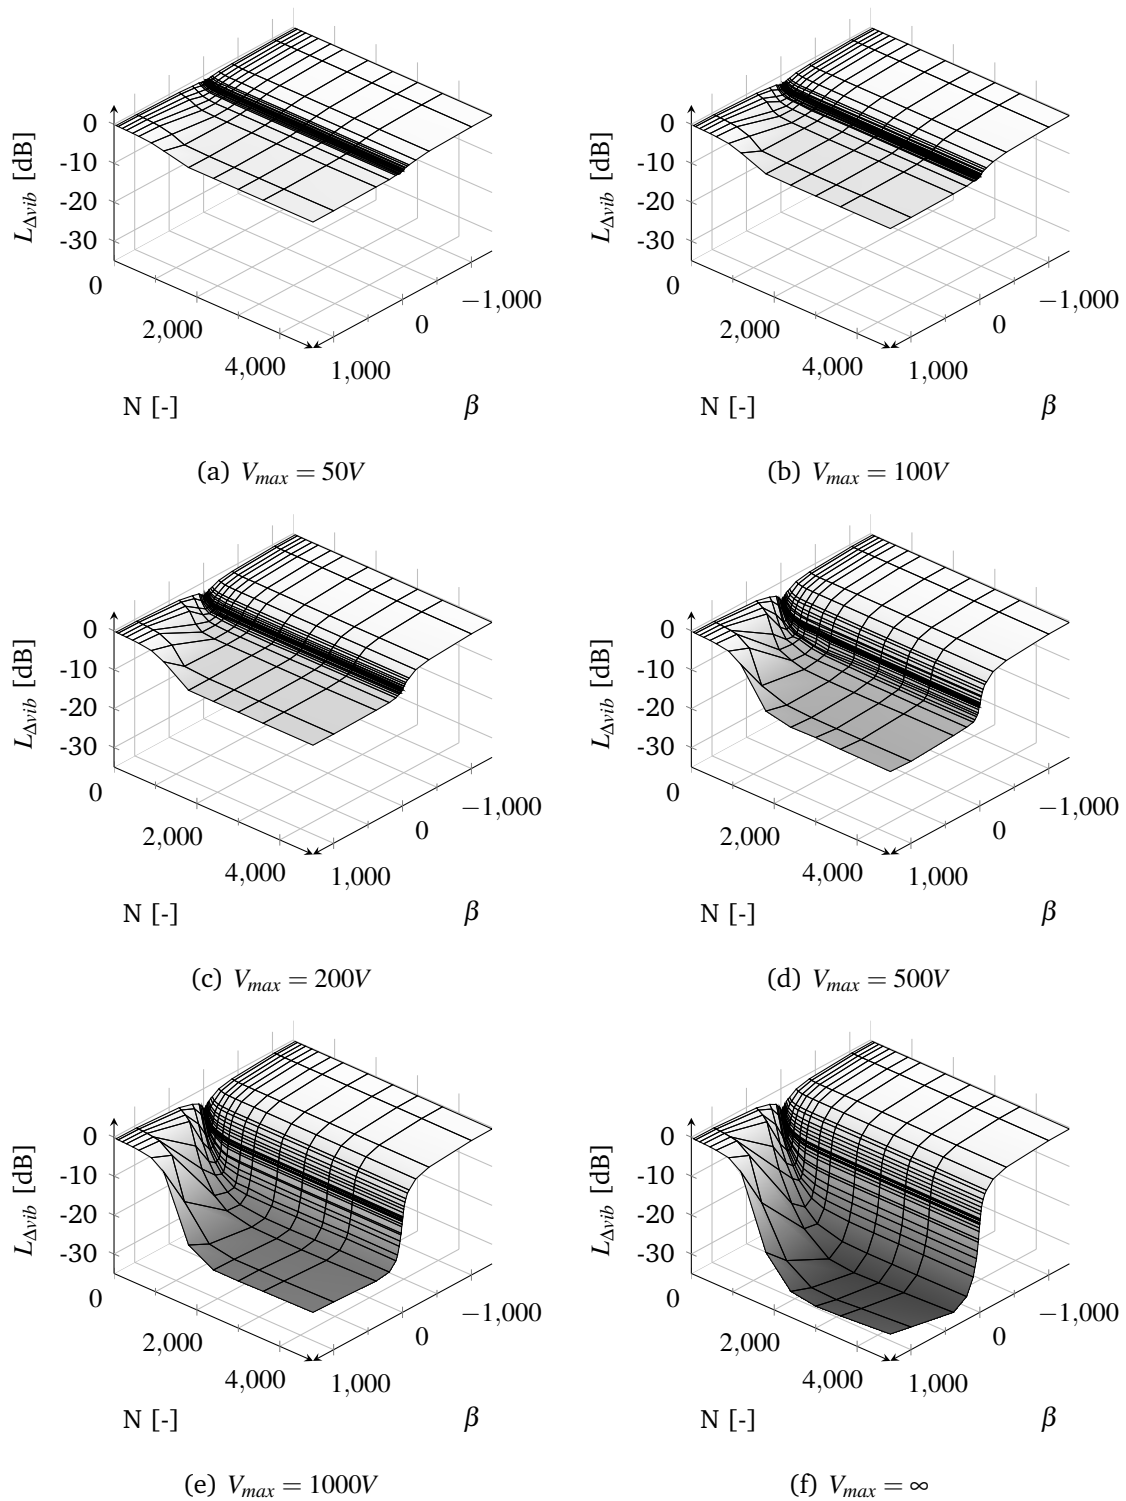 0
-10
-20
-30
L_{Δvib} [dB]
0
2,000
4,000
N [-]
−1,000
0
1,000
β
(a) V_{max} = 50V
0
-10
-20
-30
L_{Δvib} [dB]
0
2,000
4,000
N [-]
−1,000
0
1,000
β
(b) V_{max} = 100V
0
-10
-20
-30
L_{Δvib} [dB]
0
2,000
4,000
N [-]
−1,000
0
1,000
β
(c) V_{max} = 200V
0
-10
-20
-30
L_{Δvib} [dB]
0
2,000
4,000
N [-]
−1,000
0
1,000
β
(d) V_{max} = 500V
0
-10
-20
-30
L_{Δvib} [dB]
0
2,000
4,000
N [-]
−1,000
0
1,000
β
(e) V_{max} = 1000V
0
-10
-20
-30
L_{Δvib} [dB]
0
2,000
4,000
N [-]
−1,000
0
1,000
β
(f) V_{max} = ∞